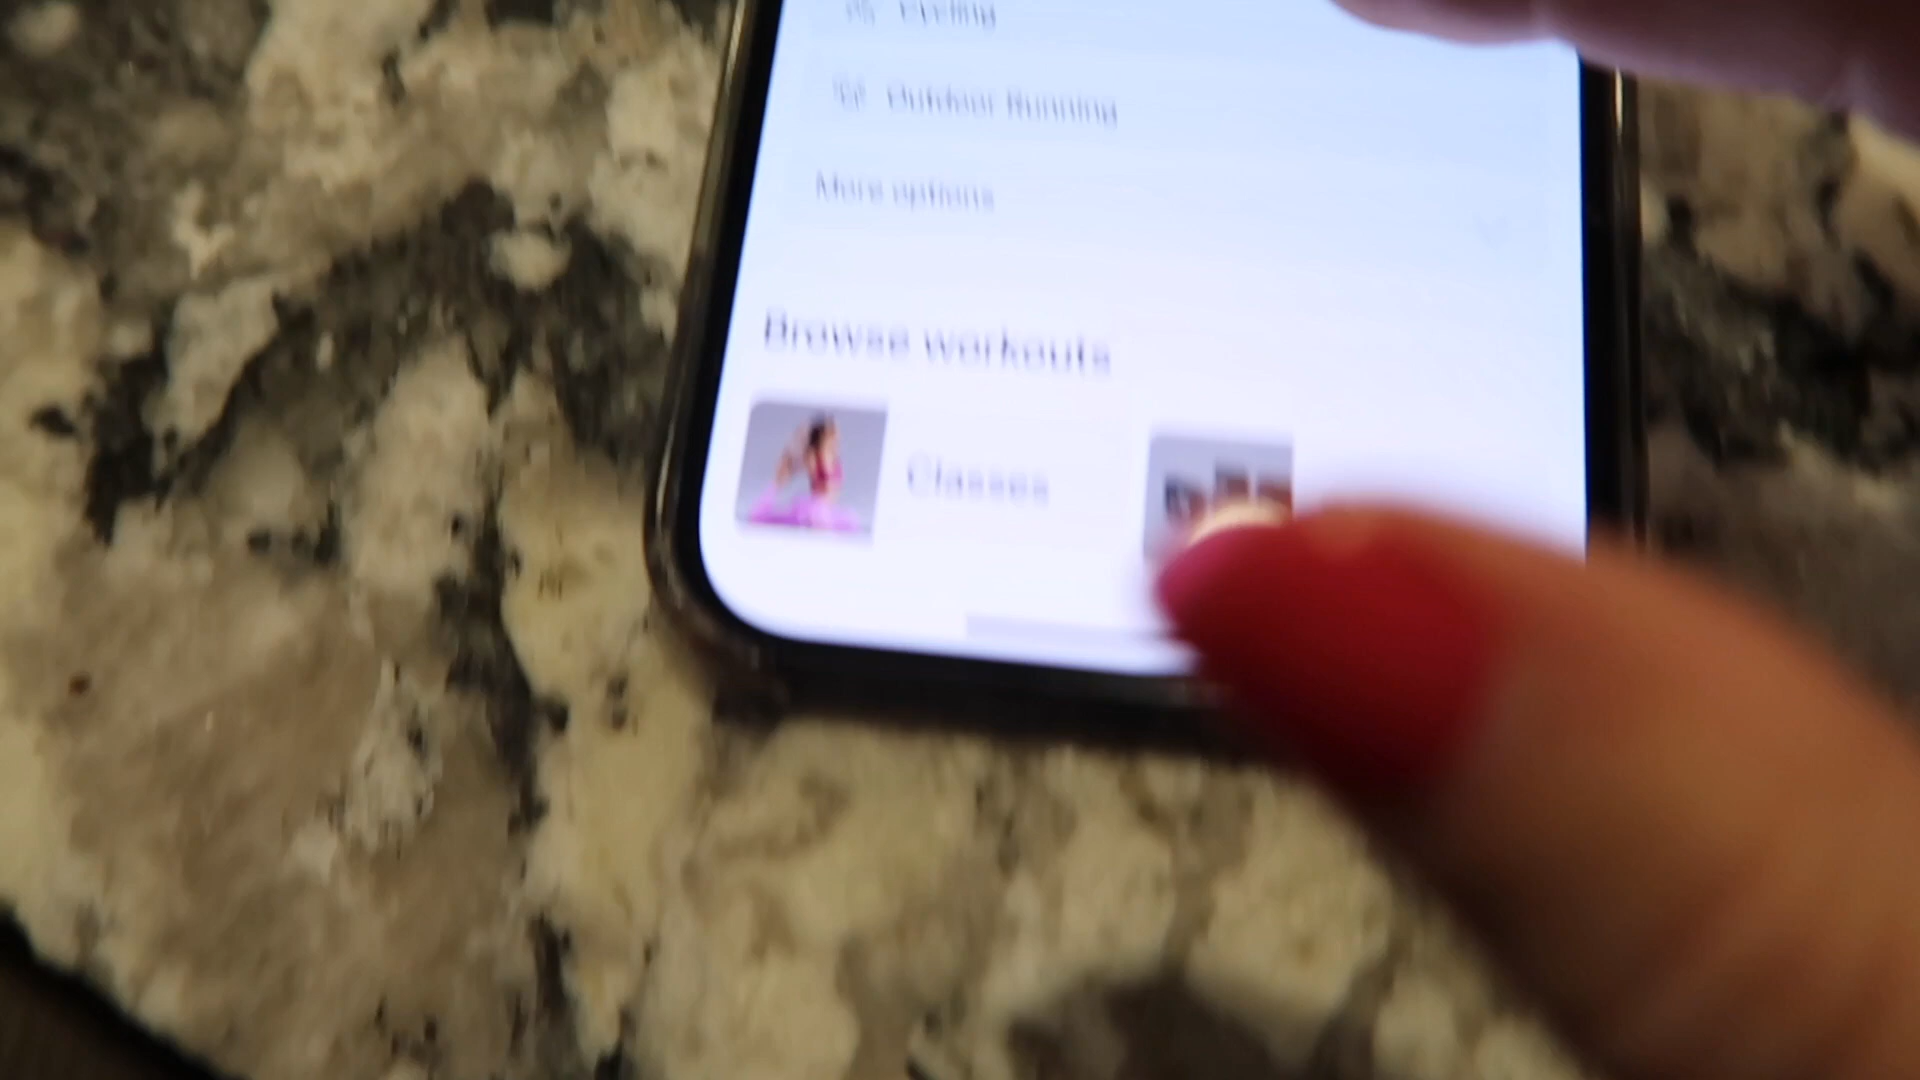 Cycling
Outdoor Running
More options
Browse workouts
Classes